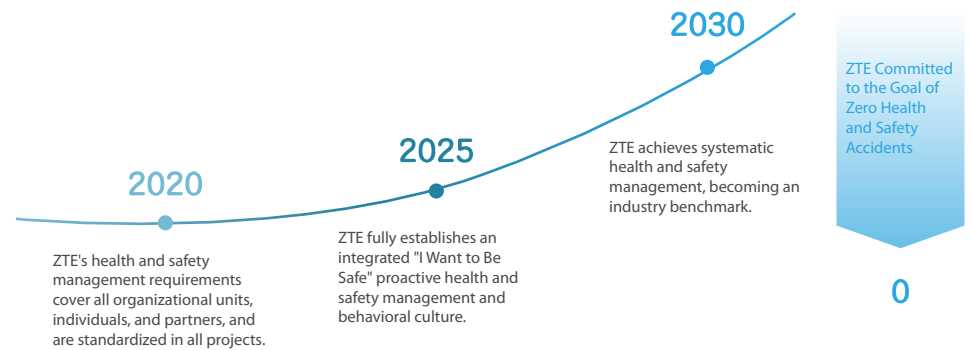 2020
ZTE's health and safety
management requirements
cover all organizational units,
individuals, and partners, and
are standardized in all projects.
2025
ZTE fully establishes an
integrated "I Want to Be
Safe" proactive health and
safety management and
behavioral culture.
2030
ZTE achieves systematic
health and safety
management, becoming an
industry benchmark.
ZTE Committed
to the Goal of
Zero Health
and Safety
Accidents
0